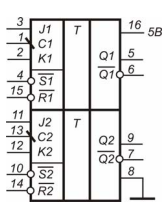 3 J1 T 16 5В
1 C1
2 K1 Q1 5
Q1 6
4 S1
15 R1
11 J2 T
13 C2
12 K2 Q2 9
Q2 7
10 S2 8
14 R2